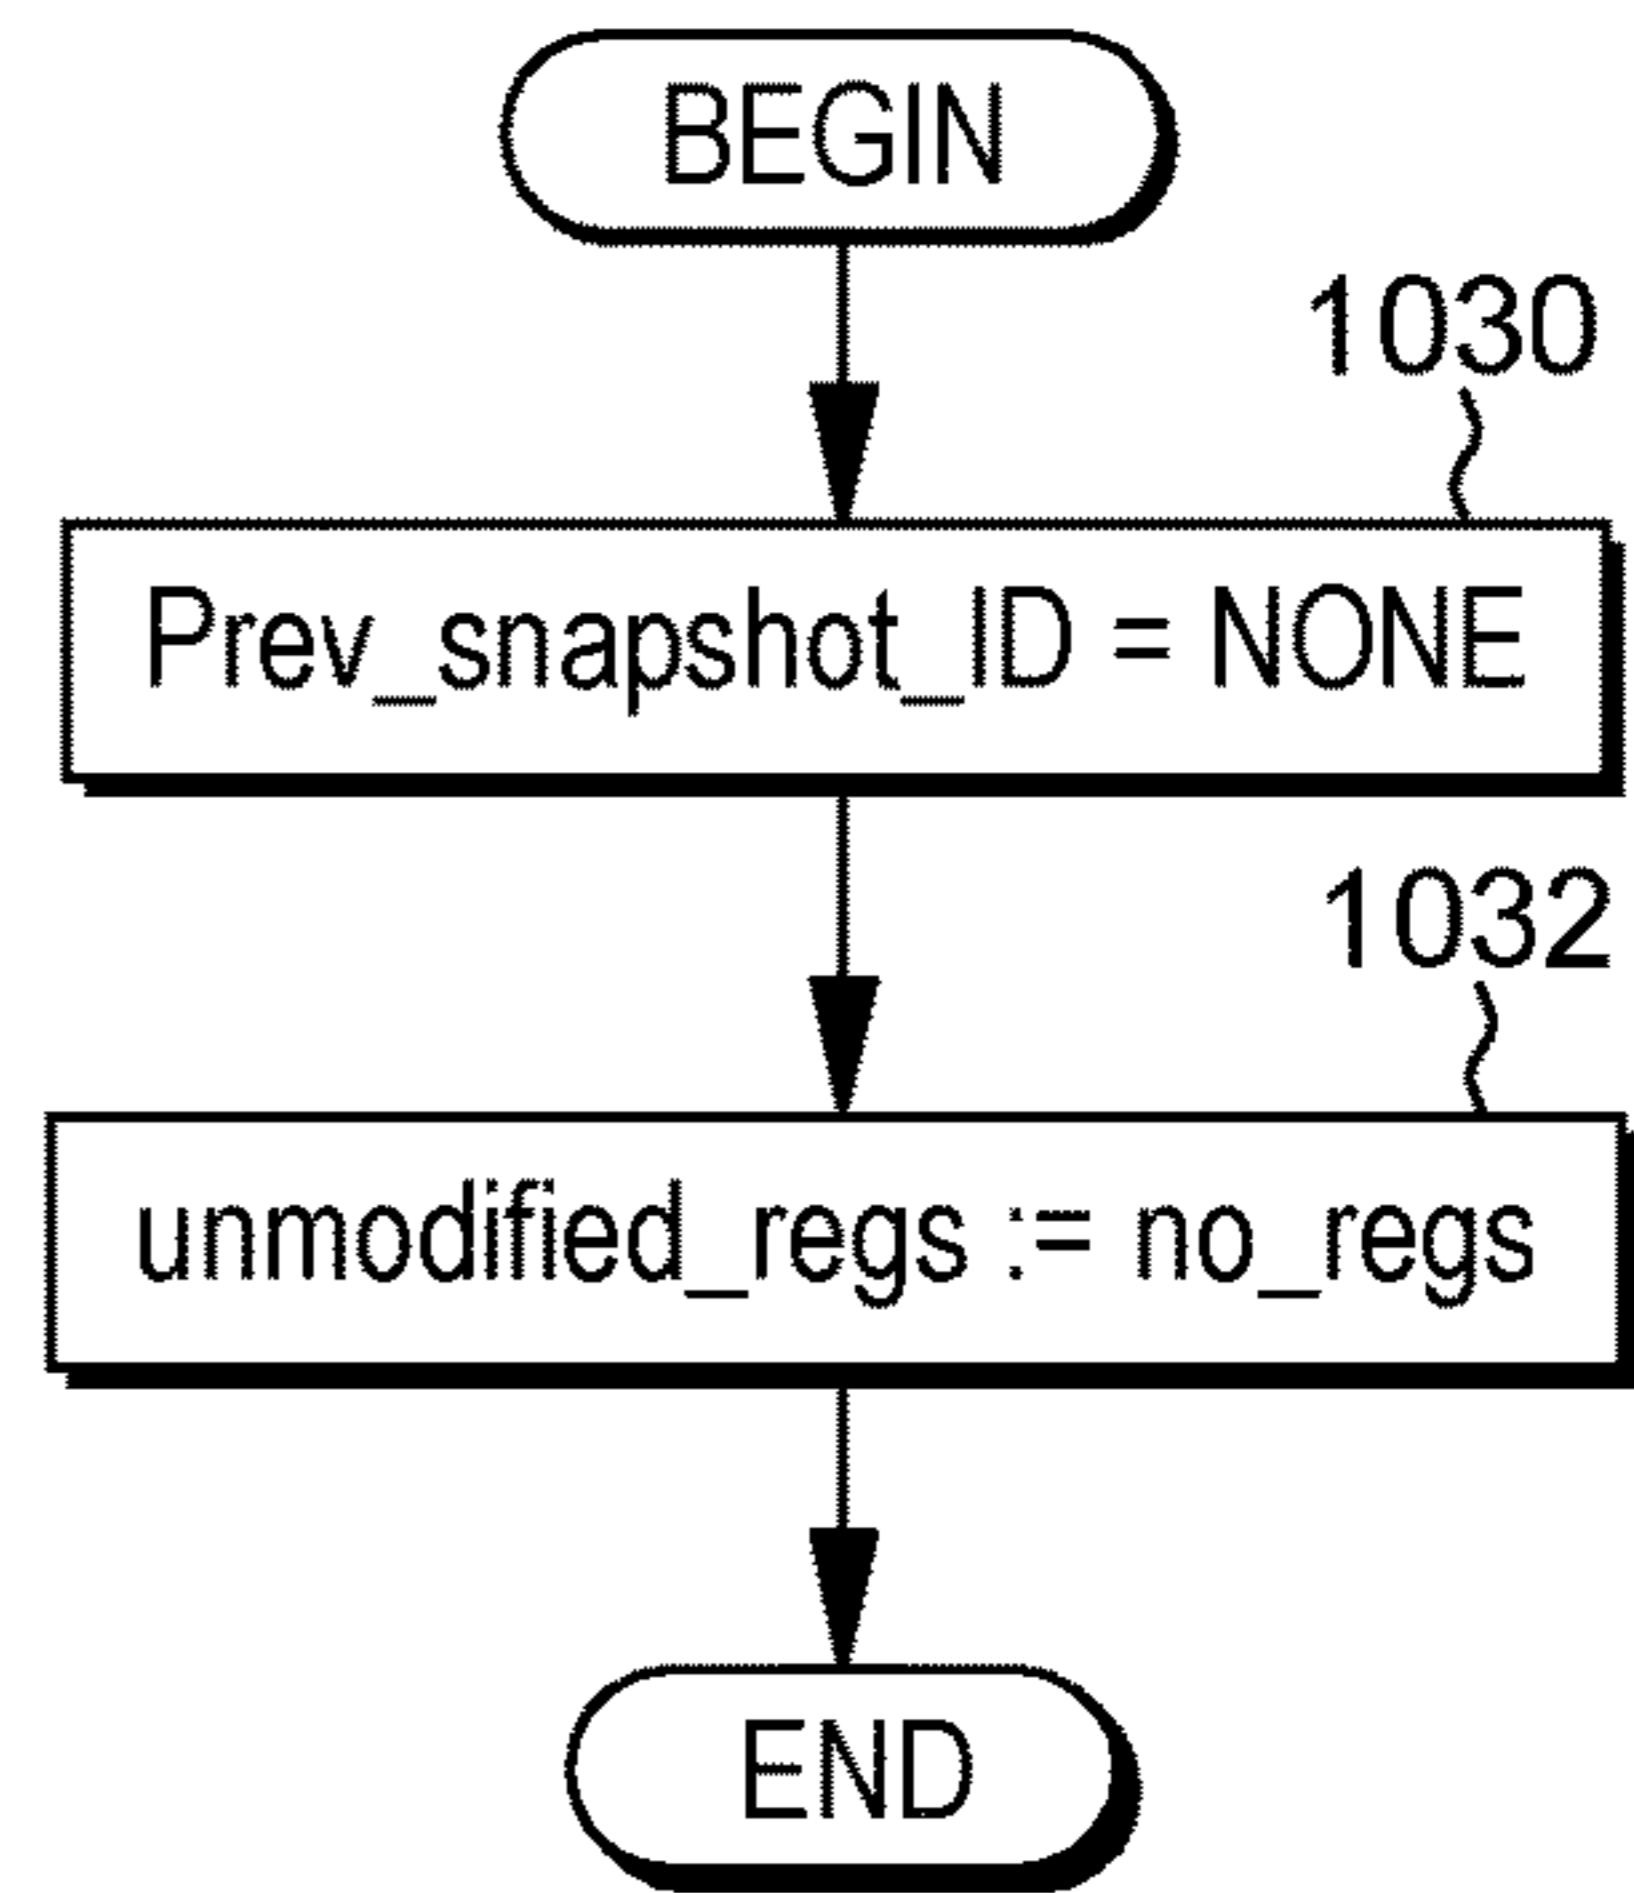 BEGIN
1030
Prev_snapshot_ID = NONE
1032
unmodified_regs := no_regs
END